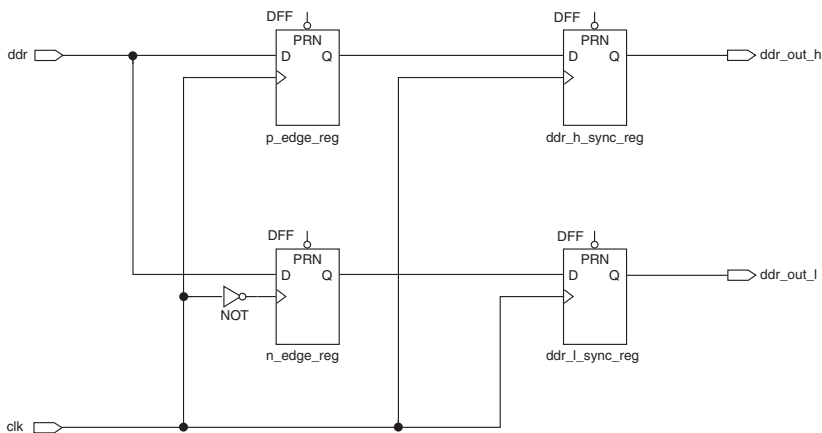 DFF
DFF
PRN
PRN
ddr
D
Q
D
Q
ddr_out_h
p_edge_reg
ddr_h_sync_reg
DFF
DFF
PRN
PRN
D
Q
D
Q
ddr_out_l
NOT
n_edge_reg
ddr_l_sync_reg
clk